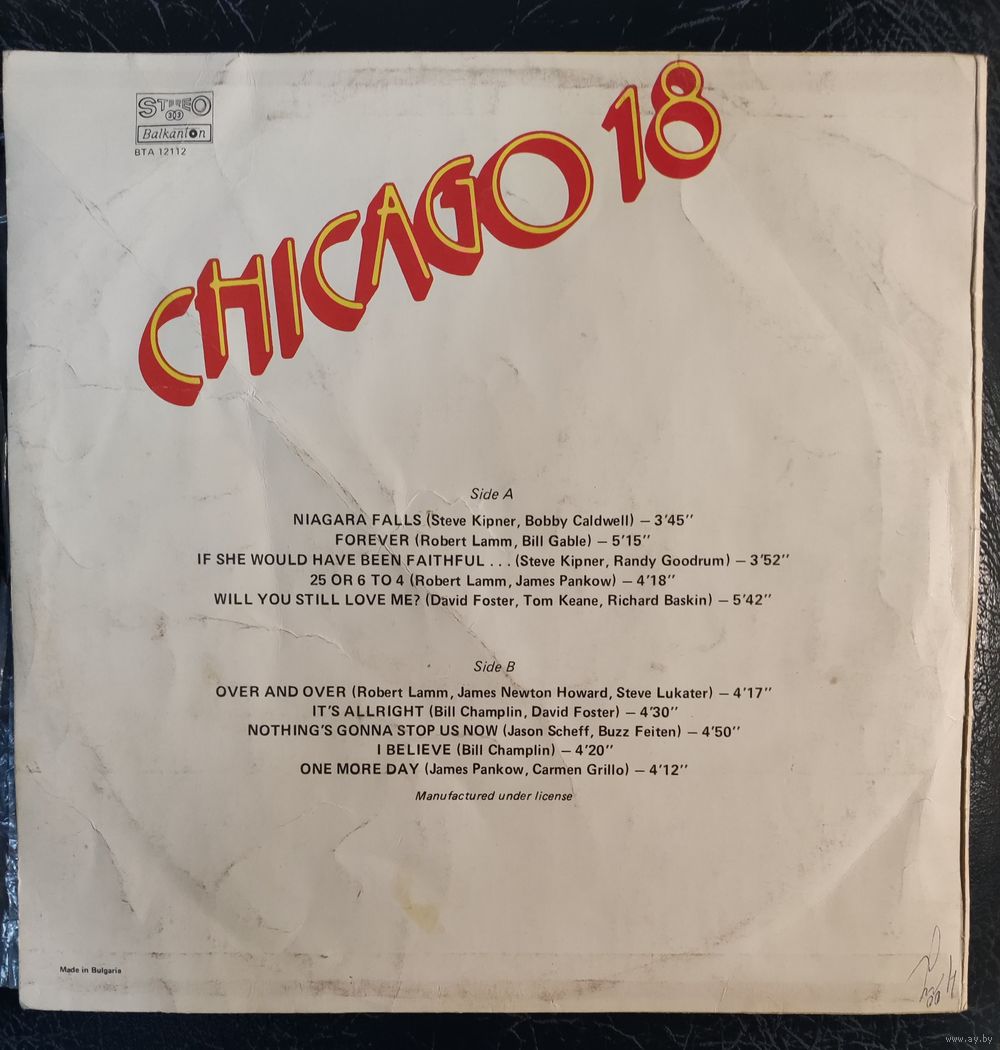 STEREO
33
Balkanton
BTA 12112
CHICAGO 18
Side A
NIAGARA FALLS (Steve Kipner, Bobby Caldwell) – 3'45"
FOREVER (Robert Lamm, Bill Gable) – 5'15"
IF SHE WOULD HAVE BEEN FAITHFUL . . . (Steve Kipner, Randy Goodrum) – 3'52"
25 OR 6 TO 4 (Robert Lamm, James Pankow) – 4'18"
WILL YOU STILL LOVE ME? (David Foster, Tom Keane, Richard Baskin) – 5'42"
Side B
OVER AND OVER (Robert Lamm, James Newton Howard, Steve Lukater) – 4'17"
IT'S ALLRIGHT (Bill Champlin, David Foster) – 4'30"
NOTHING'S GONNA STOP US NOW (Jason Scheff, Buzz Feiten) – 4'50"
I BELIEVE (Bill Champlin) – 4'20"
ONE MORE DAY (James Pankow, Carmen Grillo) – 4'12"
Manufactured under license
Made in Bulgaria
www.ay.by